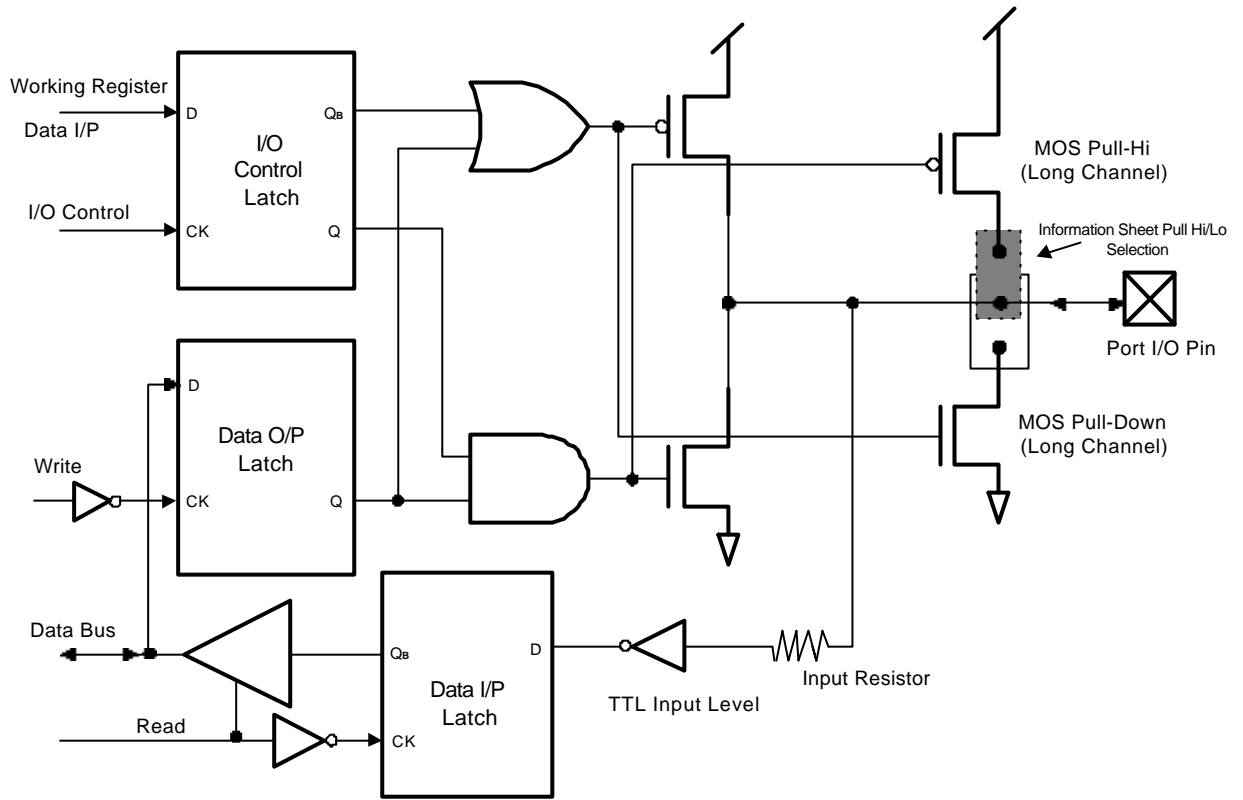 Working Register
Data I/P
D
QB
I/O
Control
Latch
I/O Control
CK
Q
MOS Pull-Hi
(Long Channel)
Information Sheet Pull Hi/Lo
Selection
Port I/O Pin
D
Data O/P
Latch
Write
CK
Q
MOS Pull-Down
(Long Channel)
Data Bus
QB
D
Data I/P
Latch
TTL Input Level
Input Resistor
Read
CK